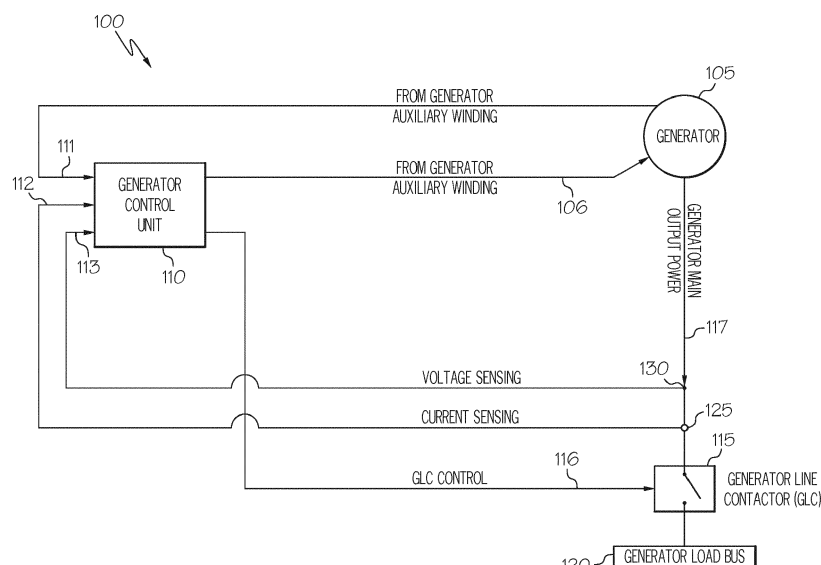 100
105
FROM GENERATOR
AUXILIARY WINDING
GENERATOR
111
112
GENERATOR
CONTROL
UNIT
FROM GENERATOR
AUXILIARY WINDING
106
113
110
GENERATOR MAIN
OUTPUT POWER
117
VOLTAGE SENSING
130
CURRENT SENSING
125
115
GLC CONTROL
116
GENERATOR LINE
CONTACTOR (GLC)
120
GENERATOR LOAD BUS